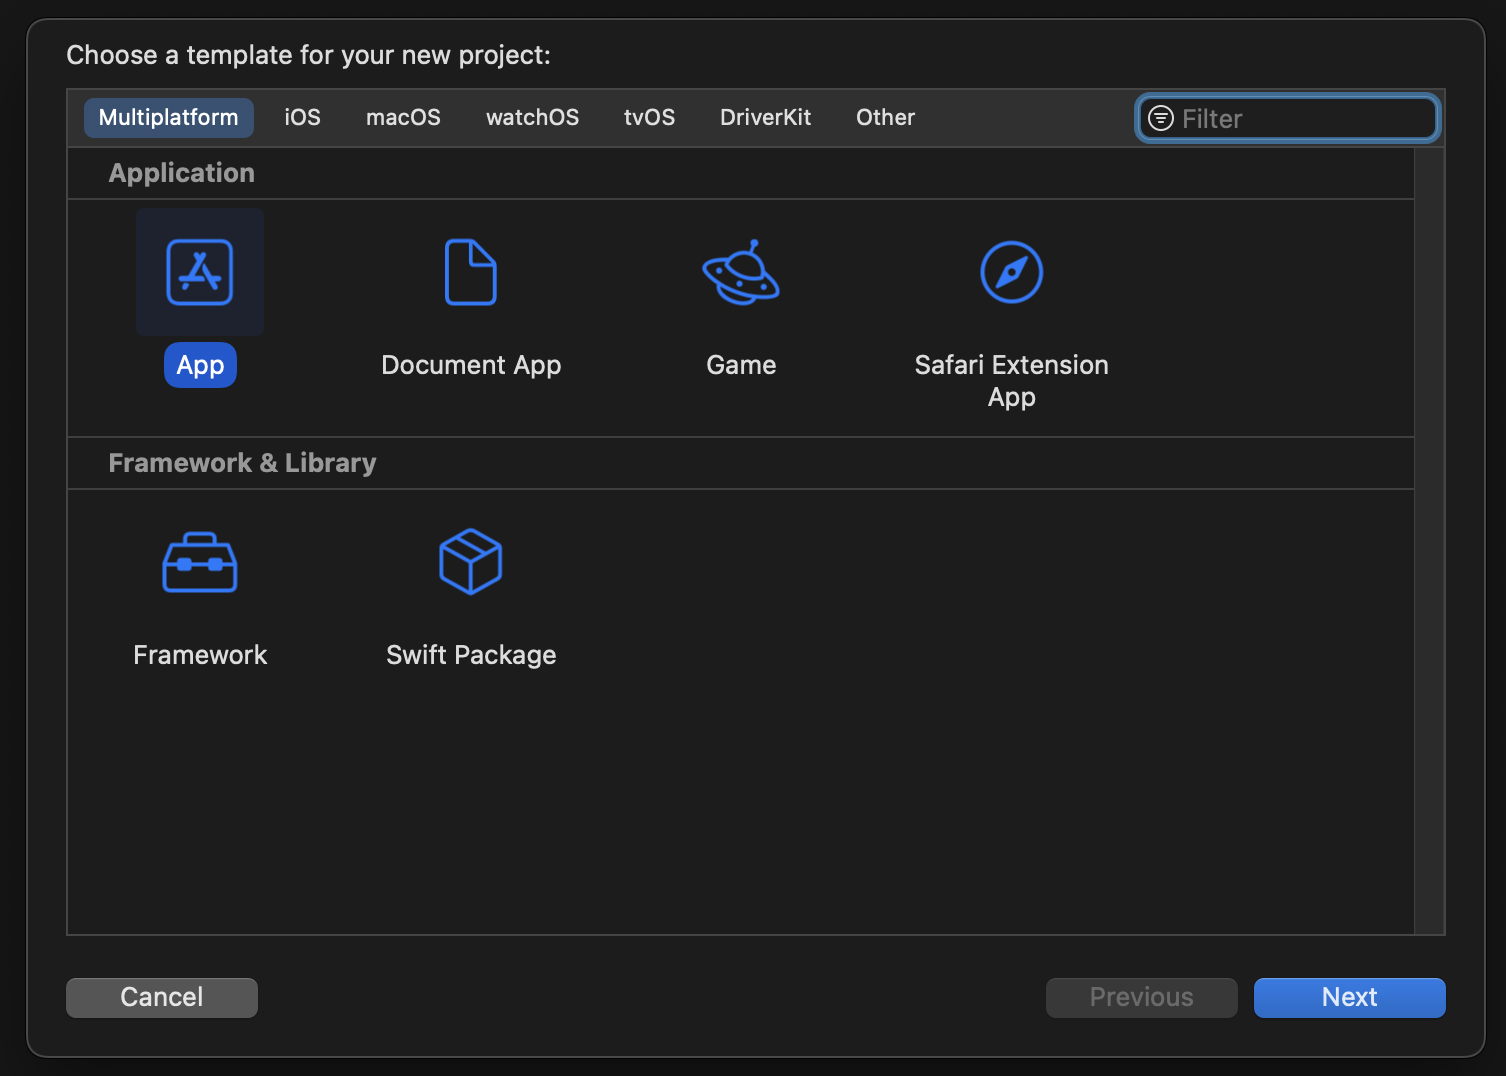 Choose a template for your new project:
Multiplatform iOS macOS watchOS tvOS DriverKit Other Filter
Application
App Document App Game Safari Extension
App
Framework & Library
Framework Swift Package
Cancel Previous Next